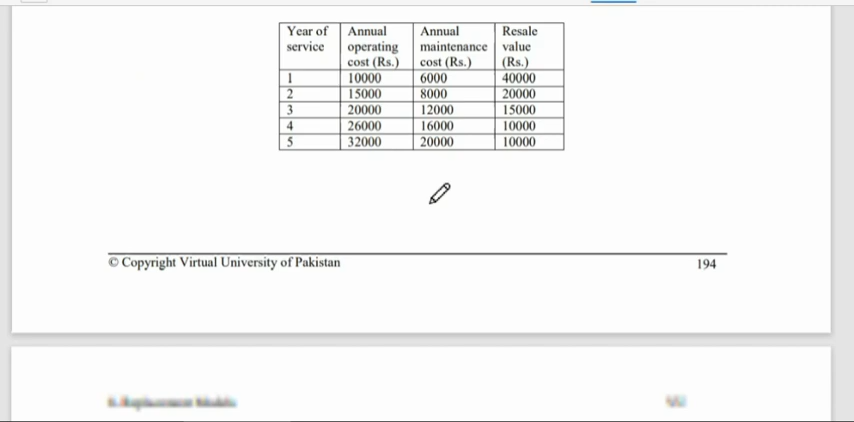 Year of service | Annual operating cost (Rs.) | Annual maintenance cost (Rs.) | Resale value (Rs.)
1 | 10000 | 6000 | 40000
2 | 15000 | 8000 | 20000
3 | 20000 | 12000 | 15000
4 | 26000 | 16000 | 10000
5 | 32000 | 20000 | 10000
© Copyright Virtual University of Pakistan 194